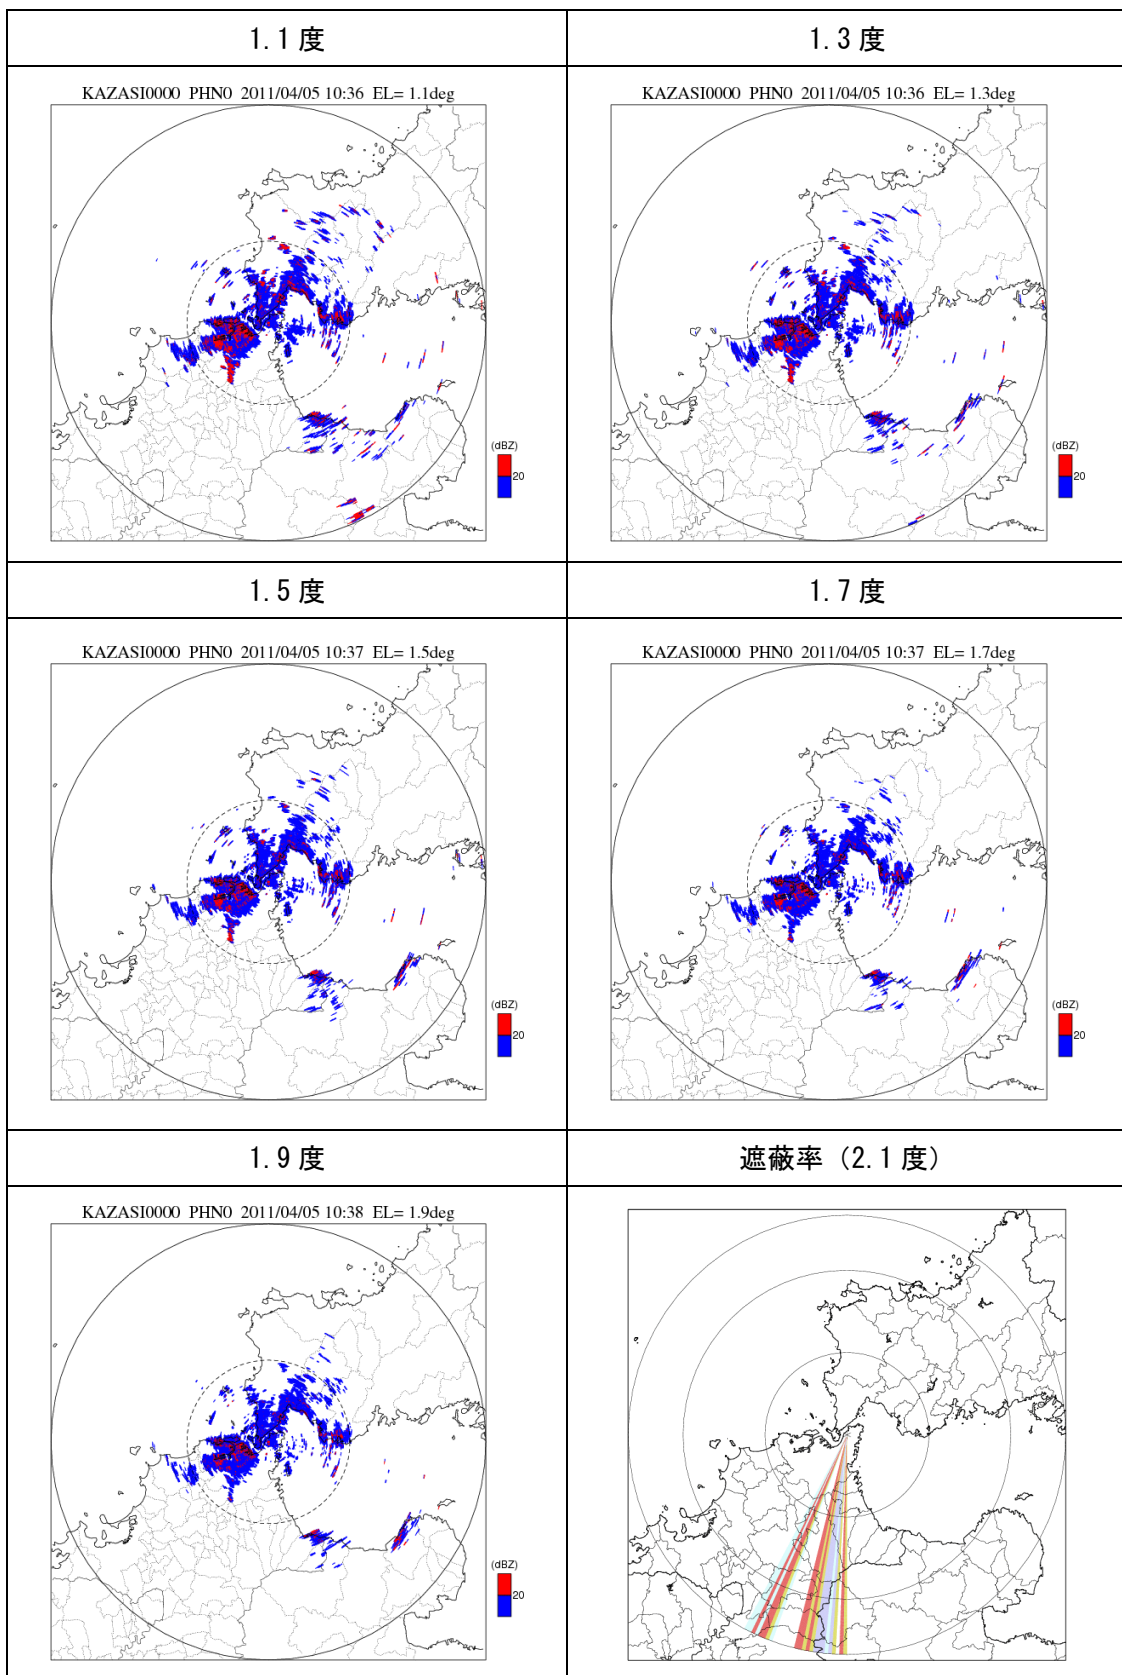 1.1度
1.3度
KAZASI0000 PHN0 2011/04/05 10:36 EL= 1.1deg
(dBZ)
20
KAZASI0000 PHN0 2011/04/05 10:36 EL= 1.3deg
(dBZ)
20
1.5度
1.7度
KAZASI0000 PHN0 2011/04/05 10:37 EL= 1.5deg
(dBZ)
20
KAZASI0000 PHN0 2011/04/05 10:37 EL= 1.7deg
(dBZ)
20
1.9度
遮蔽率（2.1度）
KAZASI0000 PHN0 2011/04/05 10:38 EL= 1.9deg
(dBZ)
20